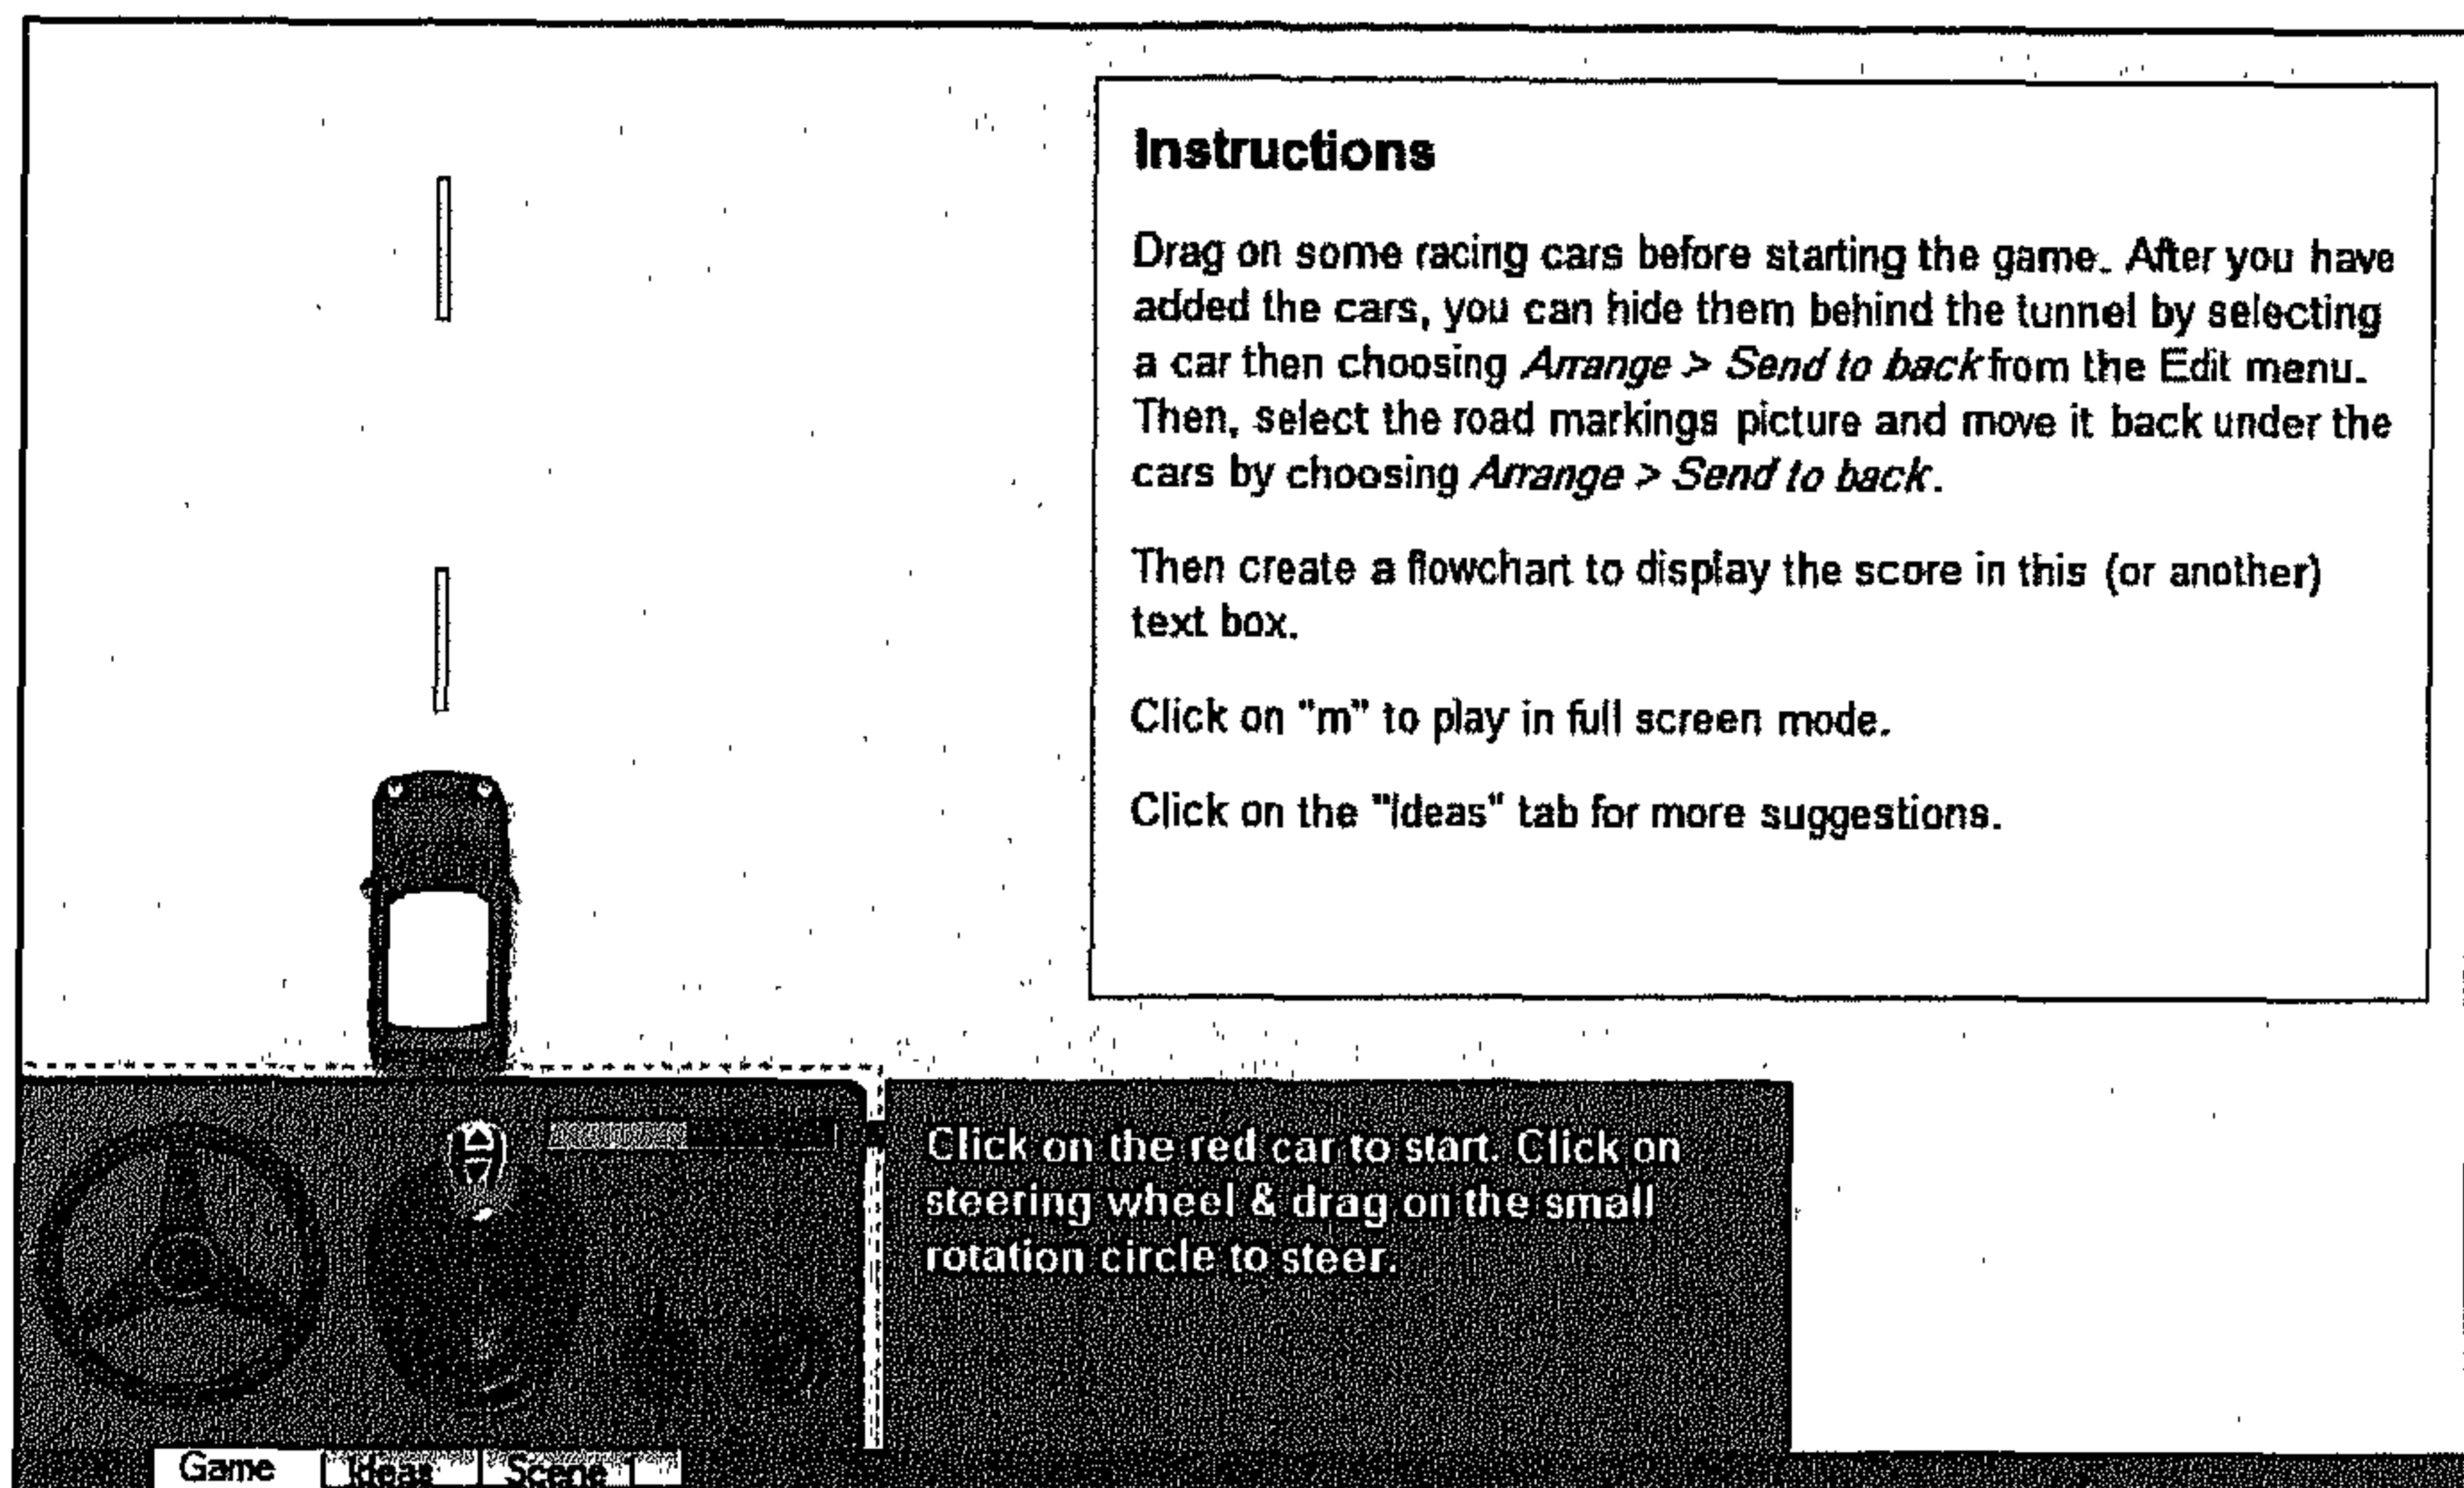 Instructions
Drag on some racing cars before starting the game. After you have
added the cars, you can hide them behind the tunnel by selecting
a car then choosing Arrange > Send to back from the Edit menu.
Then, select the road markings picture and move it back under the
cars by choosing Arrange > Send to back.
Then create a flowchart to display the score in this (or another)
text box.
Click on "m" to play in full screen mode.
Click on the "Ideas" tab for more suggestions.
Click on the red car to start. Click on
steering wheel & drag on the small
rotation circle to steer.
Game Ideas Scene